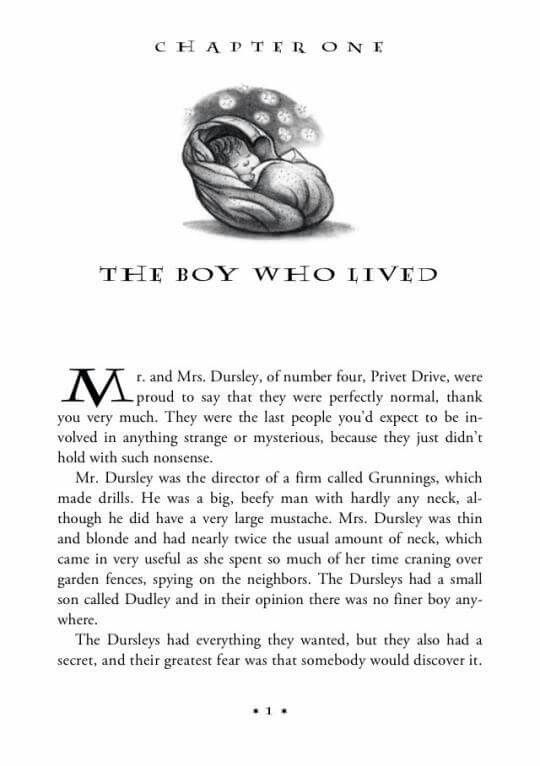 CHAPTER ONE
THE BOY WHO LIVED
Mr. and Mrs. Dursley, of number four, Privet Drive, were
proud to say that they were perfectly normal, thank
you very much. They were the last people you’d expect to be in-
volved in anything strange or mysterious, because they just didn’t
hold with such nonsense.
Mr. Dursley was the director of a firm called Grunnings, which
made drills. He was a big, beefy man with hardly any neck, al-
though he did have a very large mustache. Mrs. Dursley was thin
and blonde and had nearly twice the usual amount of neck, which
came in very useful as she spent so much of her time craning over
garden fences, spying on the neighbors. The Dursleys had a small
son called Dudley and in their opinion there was no finer boy any-
where.
The Dursleys had everything they wanted, but they also had a
secret, and their greatest fear was that somebody would discover it.
* 1 *